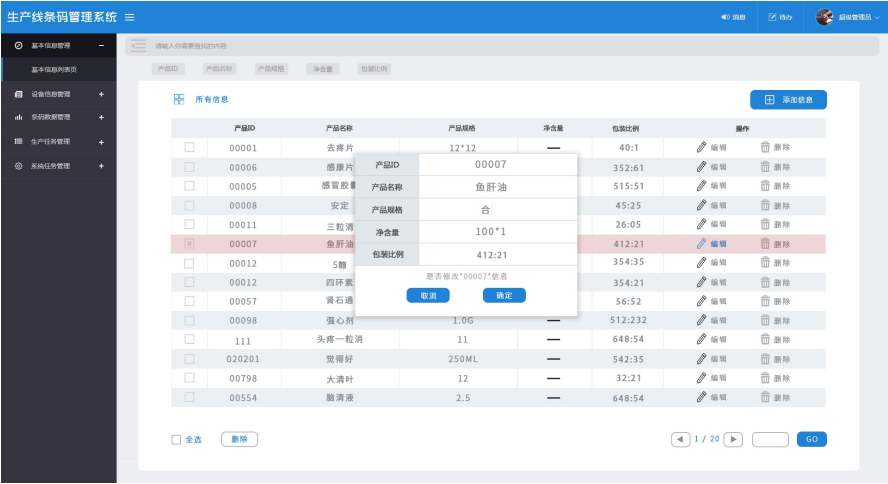 生产线条码管理系统
消息 待办 超级管理员
基本信息管理
基本信息列表页
设备信息管理
条码数据管理
生产任务管理
系统任务管理
请输入你需要查找的内容
产品ID 产品名称 产品规格 净含量 包装比例
所有信息 添加信息
产品ID 产品名称 产品规格 净含量 包装比例 操作
00001 去疼片 12*12 — 40:1 编辑 删除
00006 感康片 352:61 编辑 删除
00005 感冒胶囊 515:51 编辑 删除
00008 安定 45:25 编辑 删除
00011 三粒清 26:05 编辑 删除
00007 鱼肝油 412:21 编辑 删除
00012 5糖 354:35 编辑 删除
00012 四环素 354:21 编辑 删除
00057 肾石通 56:52 编辑 删除
00098 强心剂 1.0G — 512:232 编辑 删除
111 头疼一粒消 11 — 648:54 编辑 删除
020201 觉得好 250ML — 542:35 编辑 删除
00798 大清叶 12 — 32:21 编辑 删除
00554 脑清液 2.5 — 648:54 编辑 删除
产品ID 00007
产品名称 鱼肝油
产品规格 合
净含量 100*1
包装比例 412:21
是否修改"00007"信息
取消 确定
全选 删除 1 / 20 GO